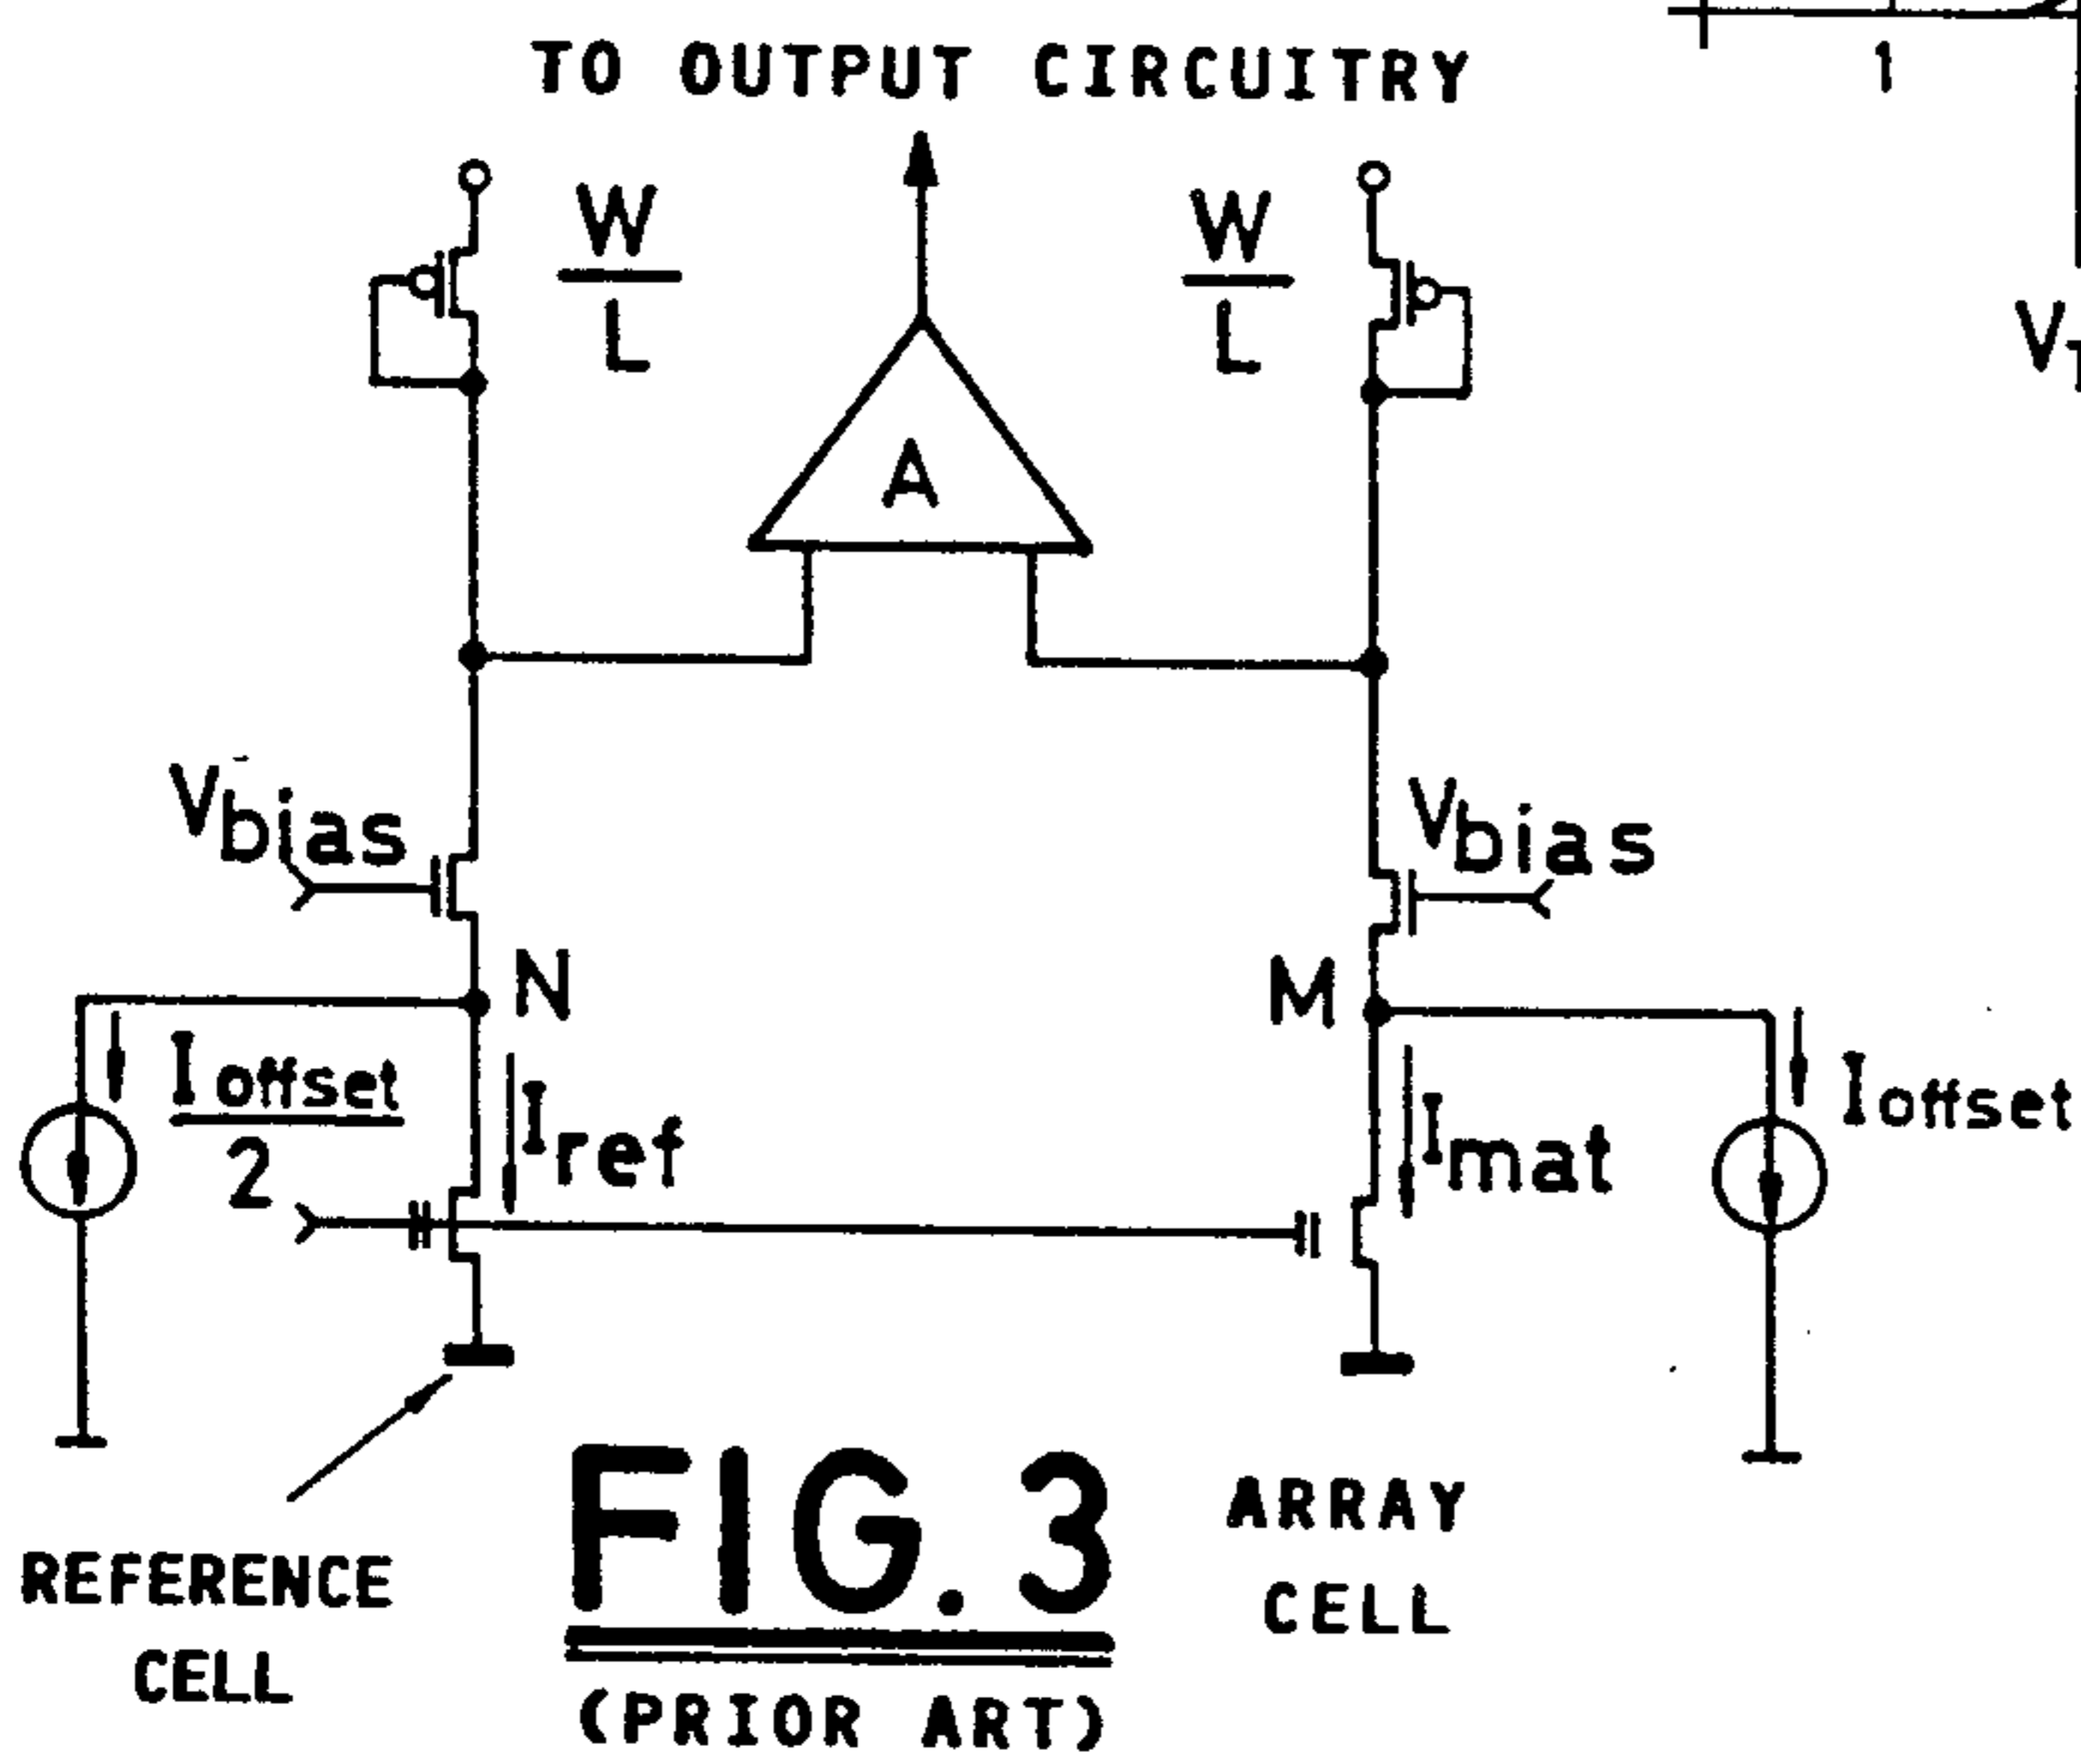 TO OUTPUT CIRCUITRY
1
W
L
W
L
V
A
Vbias
Vbias
N
M
Ioffset
2
Iref
Imat
Ioffset
REFERENCE
CELL
FIG. 3
ARRAY
CELL
(PRIOR ART)